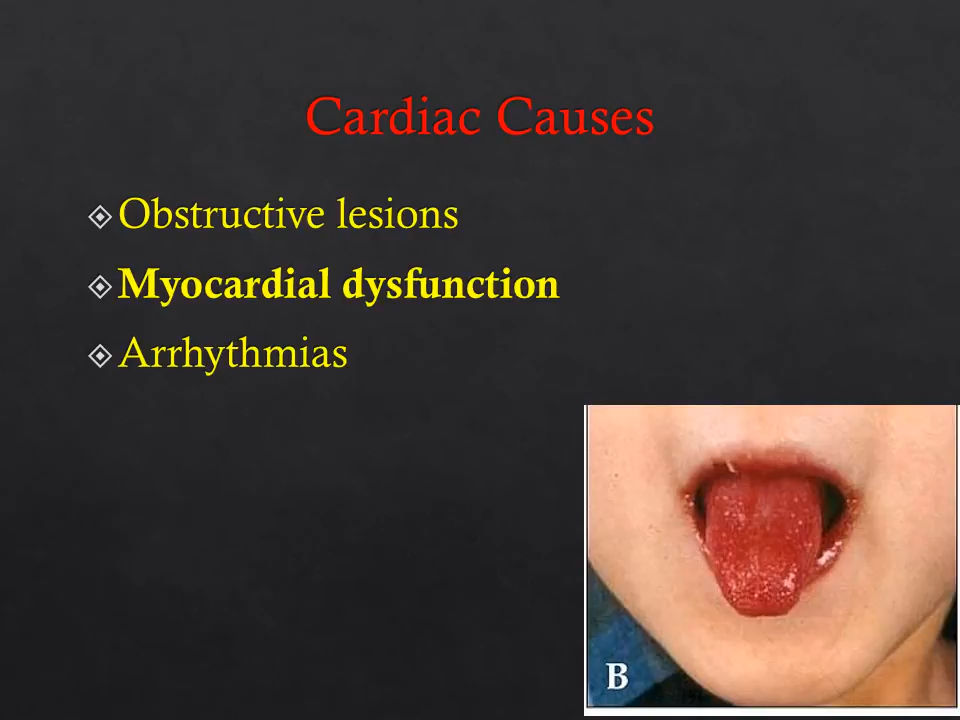 Cardiac Causes
Obstructive lesions
Myocardial dysfunction
Arrhythmias
B